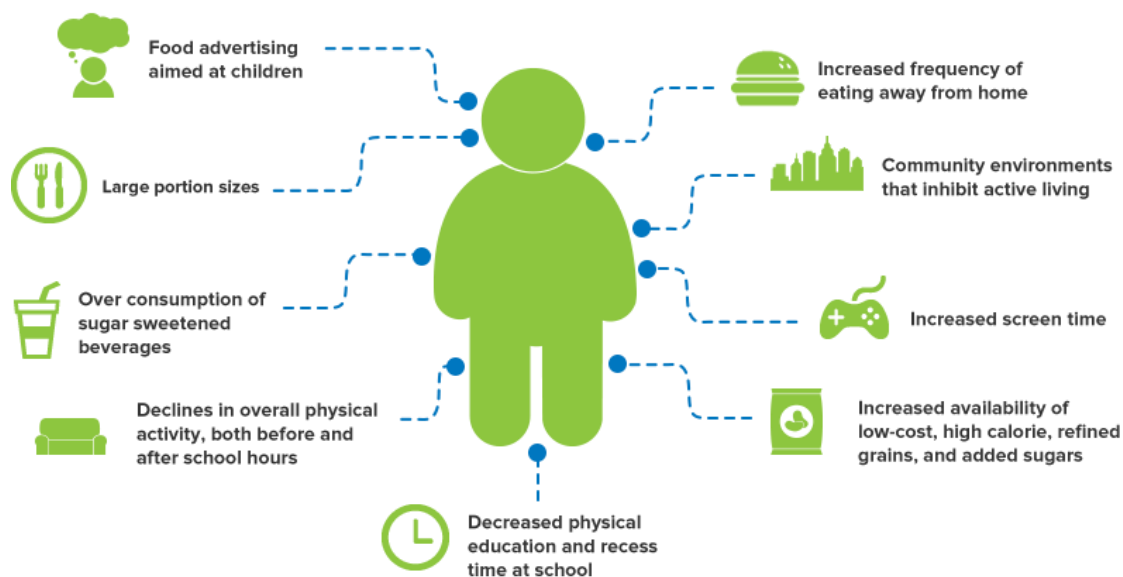 Food advertising
aimed at children
Large portion sizes
Over consumption of
sugar sweetened
beverages
Declines in overall physical
activity, both before and
after school hours
Decreased physical
education and recess
time at school
Increased frequency of
eating away from home
Community environments
that inhibit active living
Increased screen time
Increased availability of
low-cost, high calorie, refined
grains, and added sugars